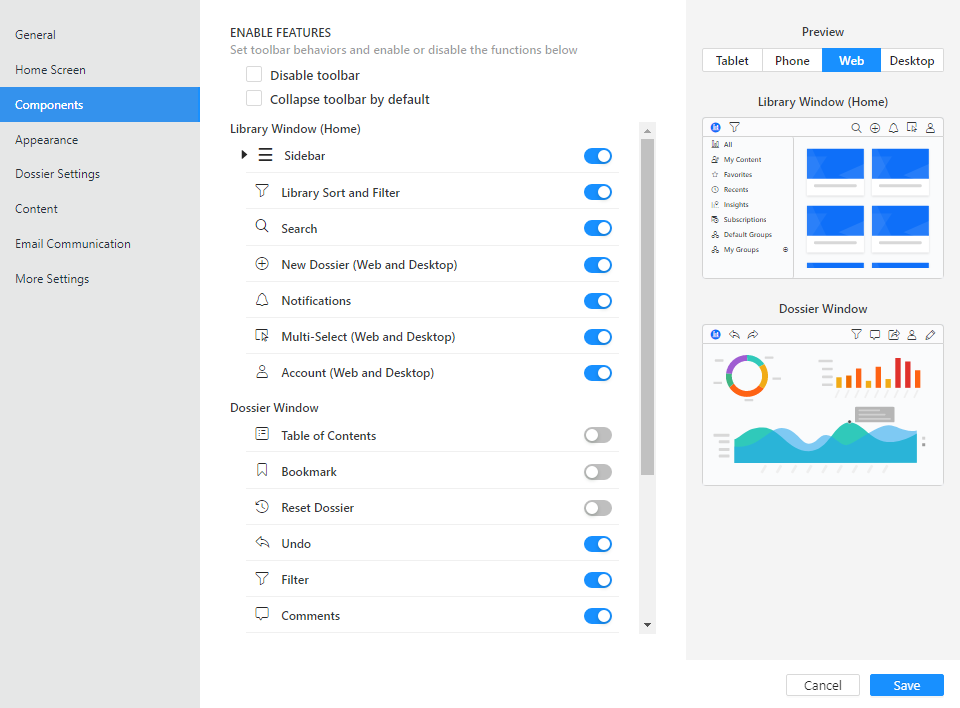 General
Home Screen
Components
Appearance
Dossier Settings
Content
Email Communication
More Settings
ENABLE FEATURES
Set toolbar behaviors and enable or disable the functions below
Disable toolbar
Collapse toolbar by default
Library Window (Home)
Sidebar
Library Sort and Filter
Search
New Dossier (Web and Desktop)
Notifications
Multi-Select (Web and Desktop)
Account (Web and Desktop)
Dossier Window
Table of Contents
Bookmark
Reset Dossier
Undo
Filter
Comments
Preview
Tablet Phone Web Desktop
Library Window (Home)
All
My Content
Favorites
Recents
Insights
Subscriptions
Default Groups
My Groups
Dossier Window
Cancel Save